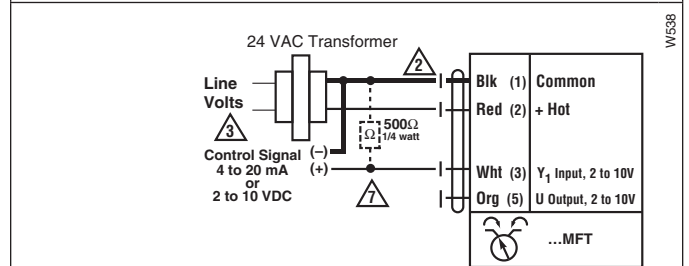 W538
24 VAC Transformer
Line
Volts
3
2
Blk (1) Common
Red (2) + Hot
Ω 500Ω
1/4 watt
Control Signal (–)
4 to 20 mA (+)
or
2 to 10 VDC
7
Wht (3) Y1 Input, 2 to 10V
Org (5) U Output, 2 to 10V
...MFT